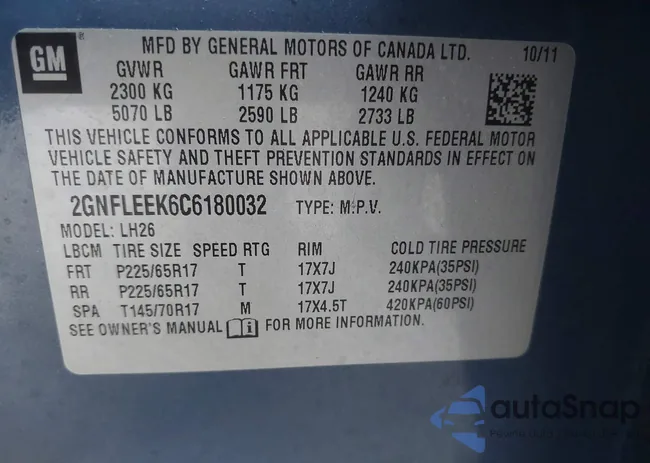 GM ® MFD BY GENERAL MOTORS OF CANADA LTD. 10/11
GVWR GAWR FRT GAWR RR
2300 KG 1175 KG 1240 KG
5070 LB 2590 LB 2733 LB
THIS VEHICLE CONFORMS TO ALL APPLICABLE U.S. FEDERAL MOTOR
VEHICLE SAFETY AND THEFT PREVENTION STANDARDS IN EFFECT ON
THE DATE OF MANUFACTURE SHOWN ABOVE.
2GNFLEEK6C6180032 TYPE: M.P.V.
MODEL: LH26
LBCM TIRE SIZE SPEED RTG RIM COLD TIRE PRESSURE
FRT P225/65R17 T 17X7J 240KPA(35PSI)
RR P225/65R17 T 17X7J 240KPA(35PSI)
SPA T145/70R17 M 17X4.5T 420KPA(60PSI)
SEE OWNER'S MANUAL i FOR MORE INFORMATION.
autoSnap